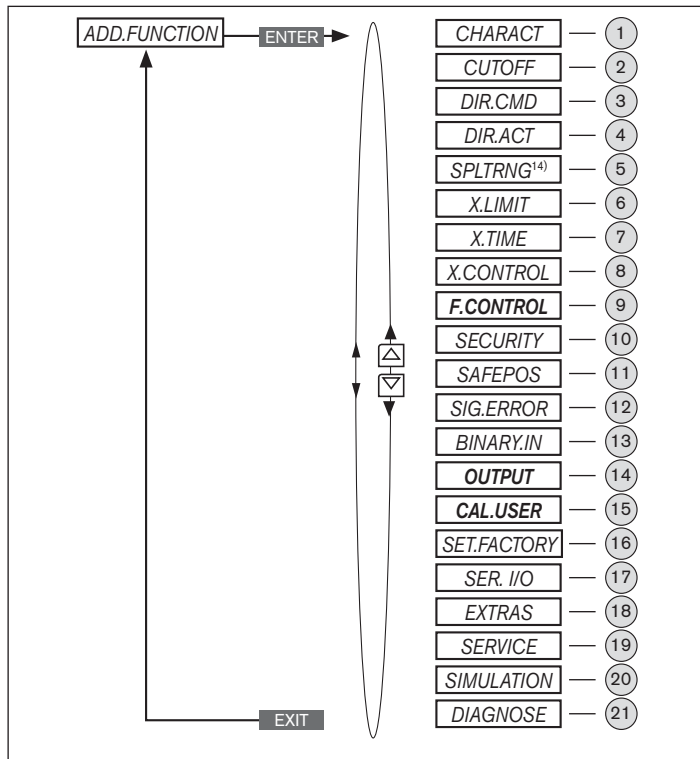 ADD.FUNCTION ENTER CHARACT 1
CUTOFF 2
DIR.CMD 3
DIR.ACT 4
SPLTRNG14) 5
X.LIMIT 6
X.TIME 7
X.CONTROL 8
F.CONTROL 9
SECURITY 10
SAFEPOS 11
SIG.ERROR 12
BINARY.IN 13
OUTPUT 14
CAL.USER 15
SET.FACTORY 16
SER. I/O 17
EXTRAS 18
SERVICE 19
SIMULATION 20
EXIT DIAGNOSE 21